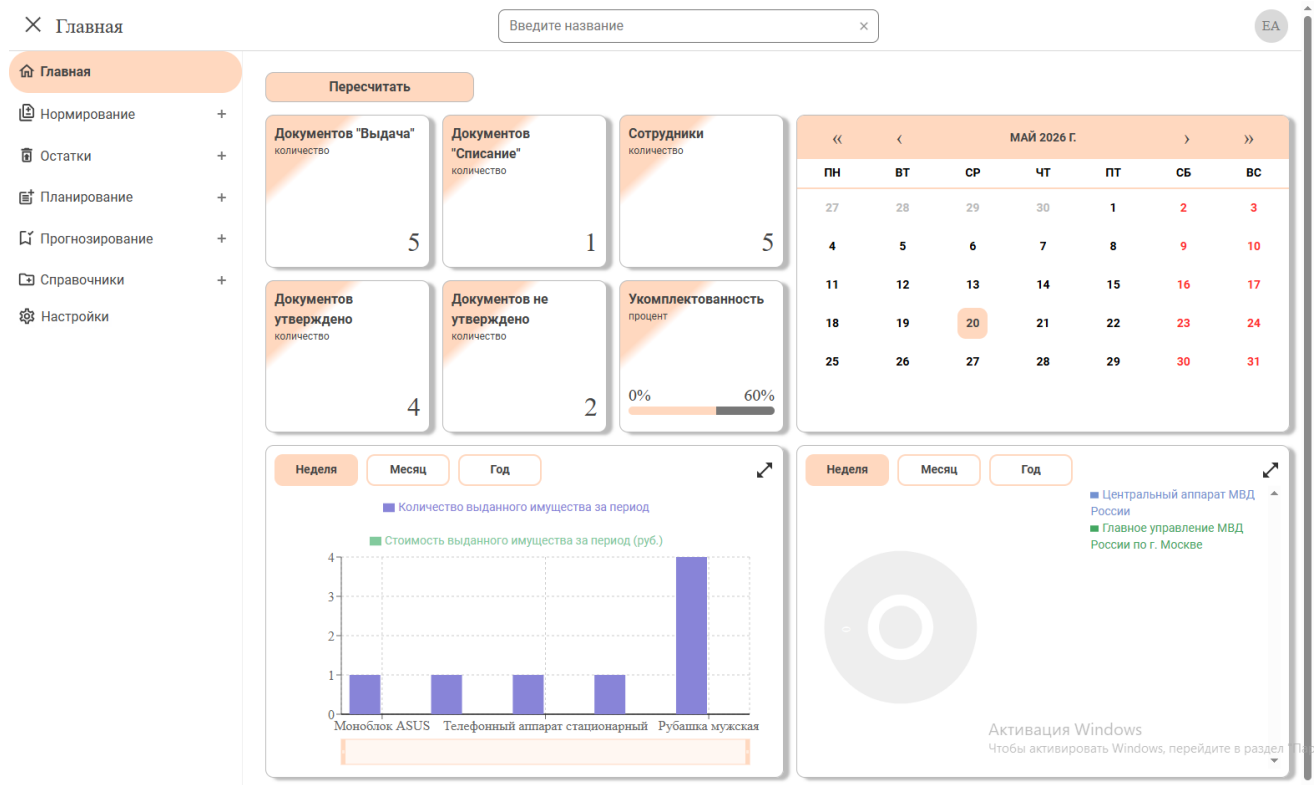 Главная
Введите название
EA
Главная
Нормирование
Остатки
Планирование
Прогнозирование
Справочники
Настройки
Пересчитать
Документов "Выдача"
количество
5
Документов
"Списание"
количество
1
Сотрудники
количество
5
Документов
утверждено
количество
4
Документов не
утверждено
количество
2
Укомплектованность
процент
0% 60%
« ‹ МАЙ 2026 Г. › »
ПН ВТ СР ЧТ ПТ СБ ВС
27 28 29 30 1 2 3
4 5 6 7 8 9 10
11 12 13 14 15 16 17
18 19 20 21 22 23 24
25 26 27 28 29 30 31
Неделя Месяц Год
Количество выданного имущества за период
Стоимость выданного имущества за период (руб.)
4
3
2
1
0
Моноблок ASUS Телефонный аппарат стационарный Рубашка мужская
Неделя Месяц Год
Центральный аппарат МВД
России
Главное управление МВД
России по г. Москве
0
Активация Windows
Чтобы активировать Windows, перейдите в раздел